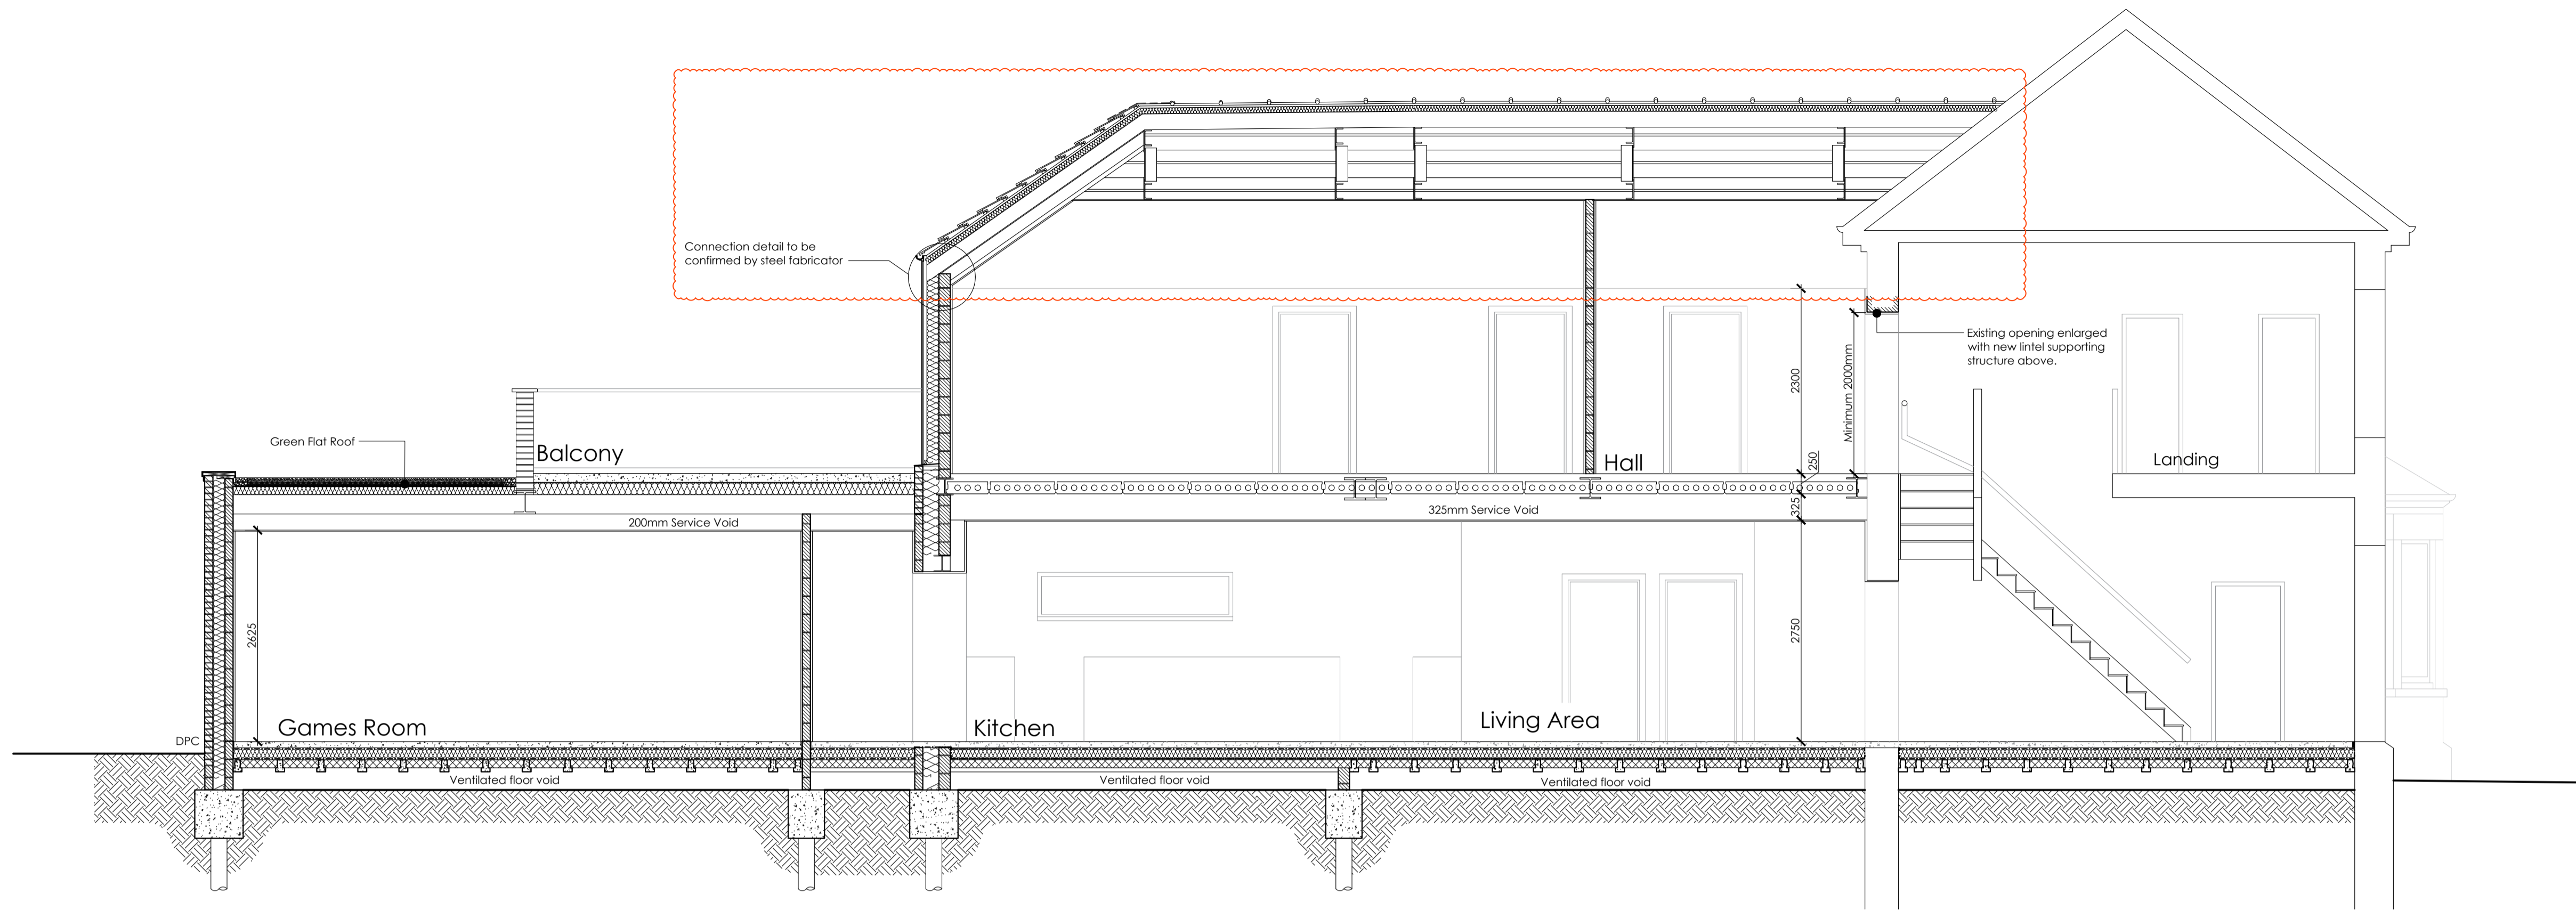 Connection detail to be
confirmed by steel fabricator
Existing opening enlarged
with new lintel supporting
structure above.
Minimum 2000mm
2300
250
325
Green Flat Roof
Balcony
Hall
Landing
200mm Service Void
325mm Service Void
2625
2750
Games Room
Kitchen
Living Area
DPC
Ventilated floor void
Ventilated floor void
Ventilated floor void